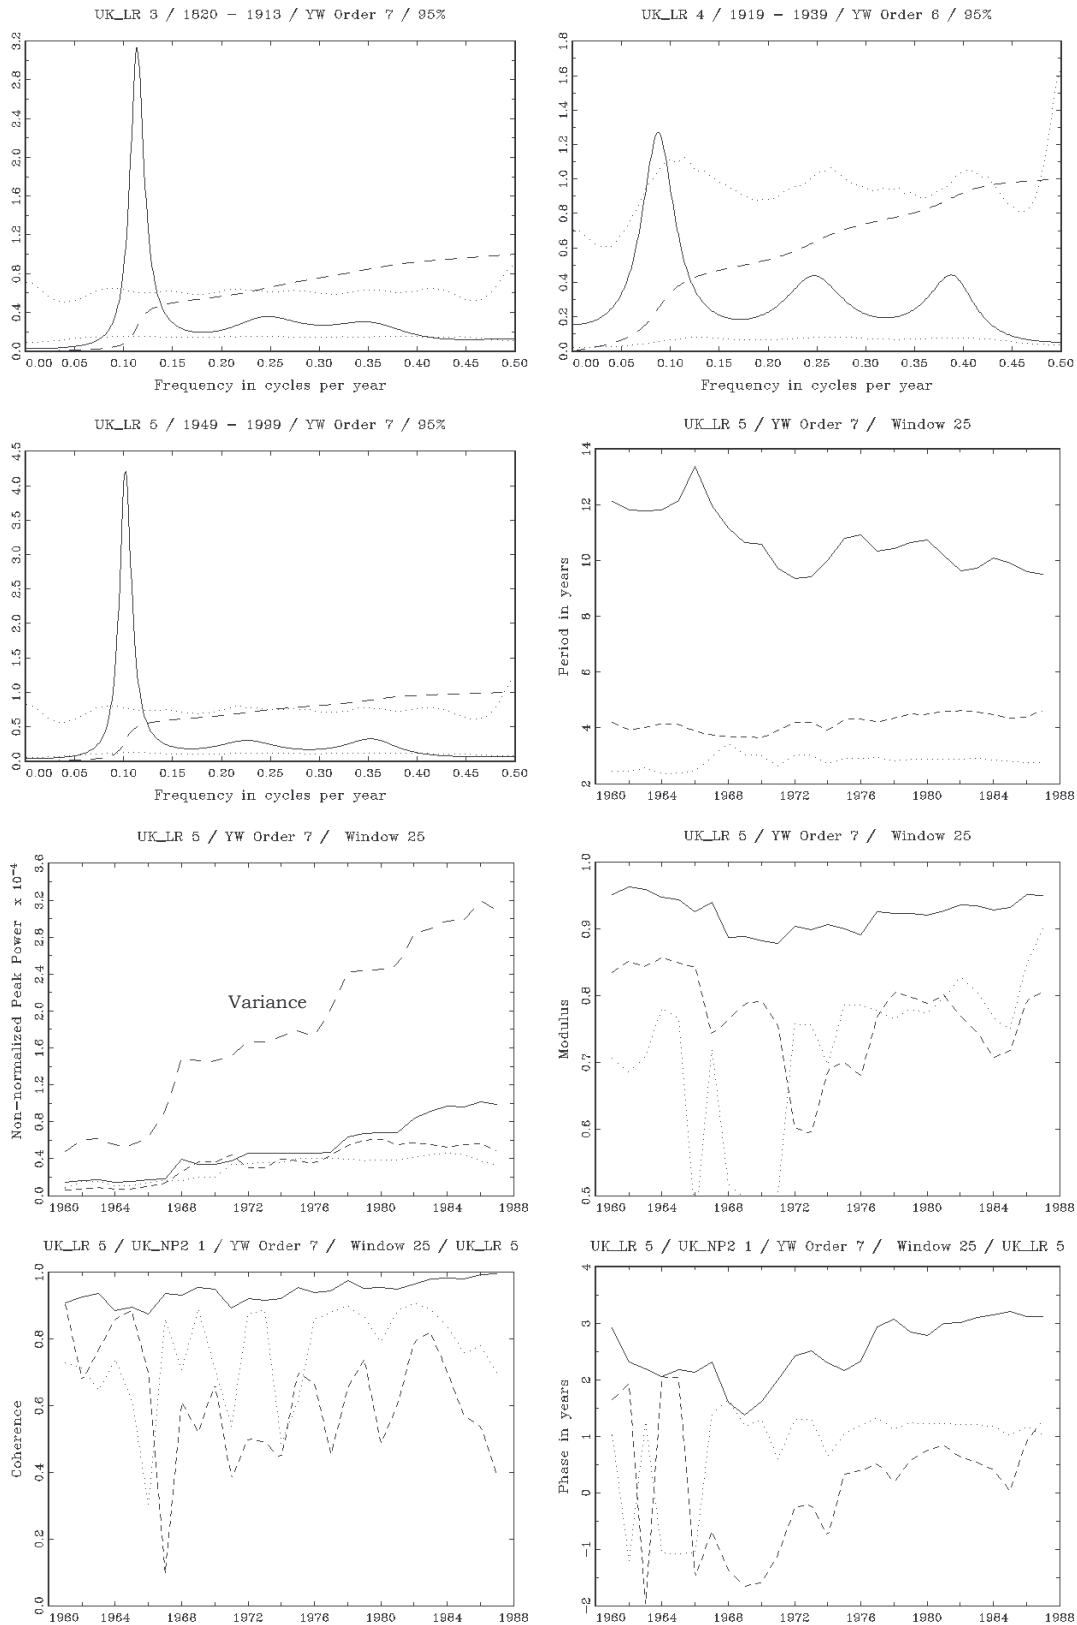 UK_LR 3 / 1820 - 1913 / YW Order 7 / 95%
3.2
2.8
2.4
2.0
1.6
1.2
0.8
0.4
0.0
0.00 0.05 0.10 0.15 0.20 0.25 0.30 0.35 0.40 0.45 0.50
Frequency in cycles per year
UK_LR 4 / 1919 - 1939 / YW Order 6 / 95%
1.8
1.6
1.4
1.2
1.0
0.8
0.6
0.4
0.2
0.0
0.00 0.05 0.10 0.15 0.20 0.25 0.30 0.35 0.40 0.45 0.50
Frequency in cycles per year
UK_LR 5 / 1949 - 1999 / YW Order 7 / 95%
4.5
4.0
3.5
3.0
2.5
2.0
1.5
1.0
0.5
0.0
0.00 0.05 0.10 0.15 0.20 0.25 0.30 0.35 0.40 0.45 0.50
Frequency in cycles per year
UK_LR 5 / YW Order 7 / Window 25
Period in years
14
12
10
8
6
4
2
1960 1964 1968 1972 1976 1980 1984 1988
UK_LR 5 / YW Order 7 / Window 25
Non-normalized Peak Power x 10-4
3.6
3.2
2.8
2.4
2.0
1.6
1.2
0.8
0.4
0.0
Variance
1960 1964 1968 1972 1976 1980 1984 1988
UK_LR 5 / YW Order 7 / Window 25
Modulus
1.0
0.9
0.8
0.7
0.6
0.5
1960 1964 1968 1972 1976 1980 1984 1988
UK_LR 5 / UK_NP2 1 / YW Order 7 / Window 25 / UK_LR 5
Coherence
1.0
0.8
0.6
0.4
0.2
0.0
1960 1964 1968 1972 1976 1980 1984 1988
UK_LR 5 / UK_NP2 1 / YW Order 7 / Window 25 / UK_LR 5
Phase in years
4
3
2
1
0
-1
-2
1960 1964 1968 1972 1976 1980 1984 1988